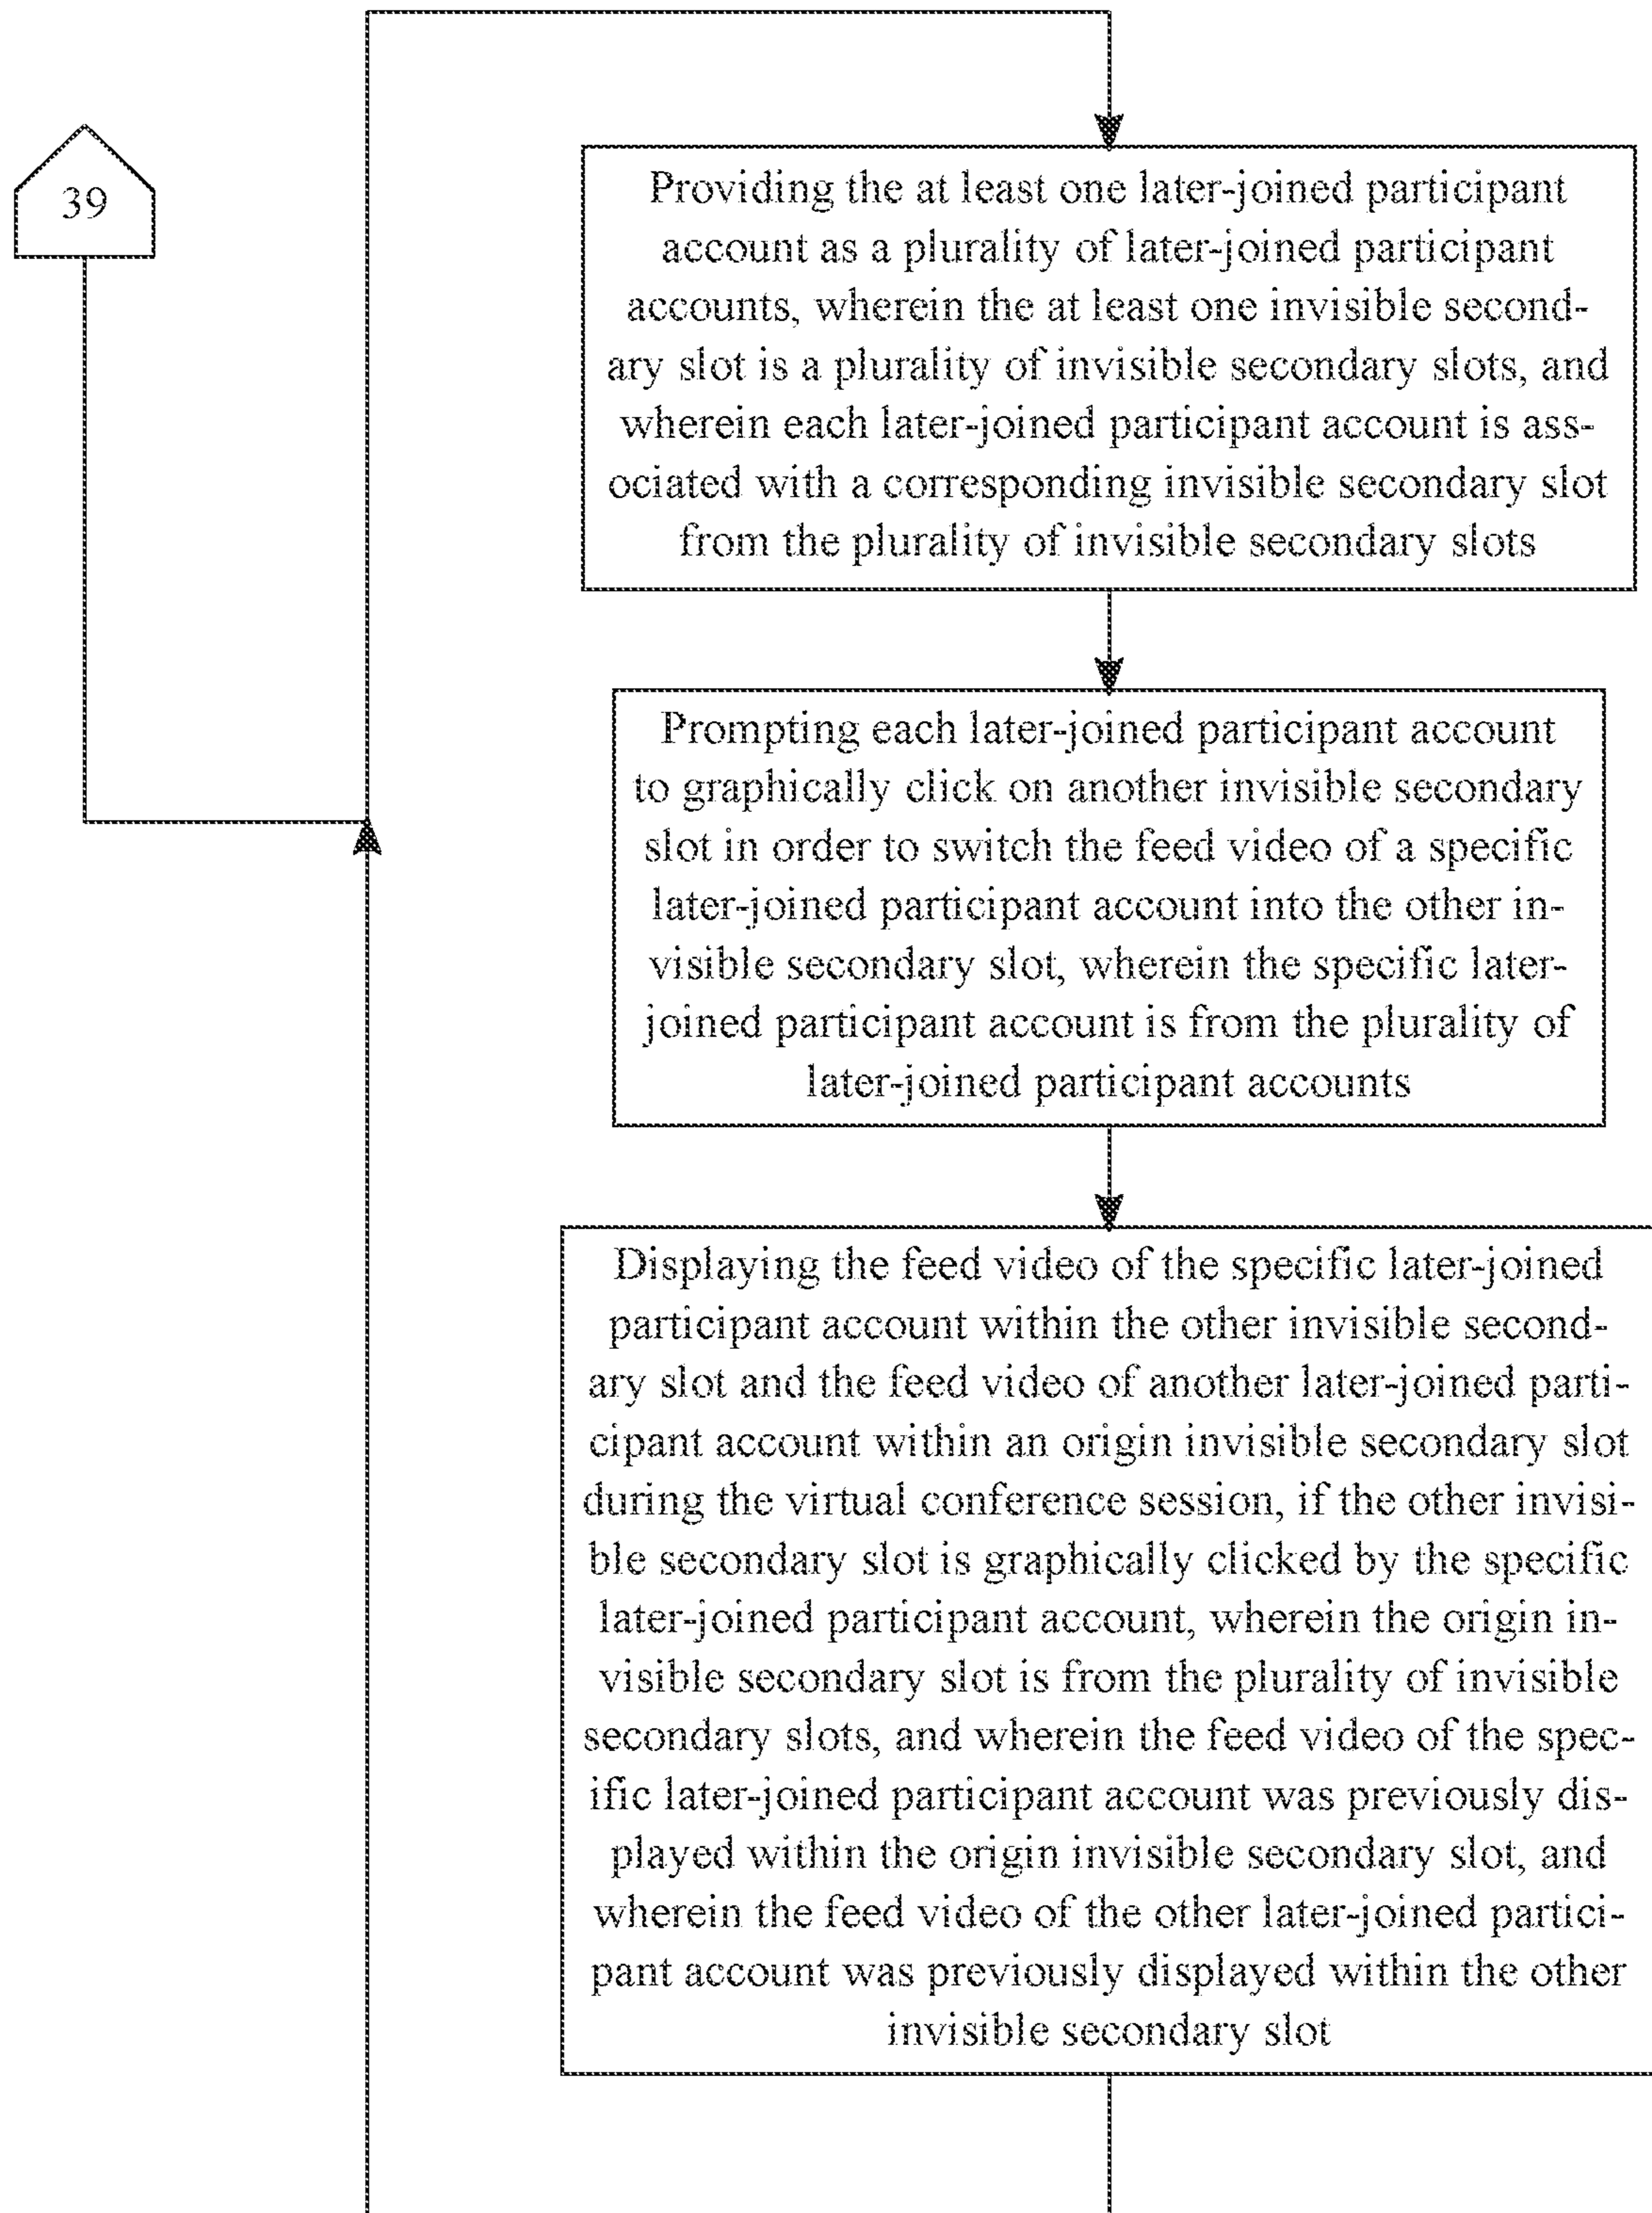 39
Providing the at least one later-joined participant
account as a plurality of later-joined participant
accounts, wherein the at least one invisible second-
ary slot is a plurality of invisible secondary slots, and
wherein each later-joined participant account is ass-
ociated with a corresponding invisible secondary slot
from the plurality of invisible secondary slots
Prompting each later-joined participant account
to graphically click on another invisible secondary
slot in order to switch the feed video of a specific
later-joined participant account into the other in-
visible secondary slot, wherein the specific later-
joined participant account is from the plurality of
later-joined participant accounts
Displaying the feed video of the specific later-joined
participant account within the other invisible second-
ary slot and the feed video of another later-joined parti-
cipant account within an origin invisible secondary slot
during the virtual conference session, if the other invisi-
ble secondary slot is graphically clicked by the specific
later-joined participant account, wherein the origin in-
visible secondary slot is from the plurality of invisible
secondary slots, and wherein the feed video of the spec-
ific later-joined participant account was previously dis-
played within the origin invisible secondary slot, and
wherein the feed video of the other later-joined partici-
pant account was previously displayed within the other
invisible secondary slot